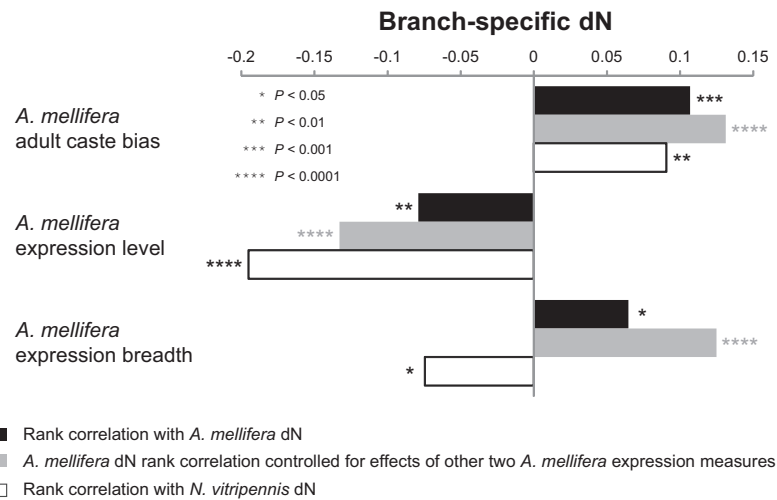 Branch-specific dN
-0.2 -0.15 -0.1 -0.05 0 0.05 0.1 0.15
* P < 0.05
** P < 0.01
*** P < 0.001
**** P < 0.0001
A. mellifera
adult caste bias
***
****
**
A. mellifera
expression level
**
****
****
A. mellifera
expression breadth
*
****
*
Rank correlation with A. mellifera dN
A. mellifera dN rank correlation controlled for effects of other two A. mellifera expression measures
Rank correlation with N. vitripennis dN